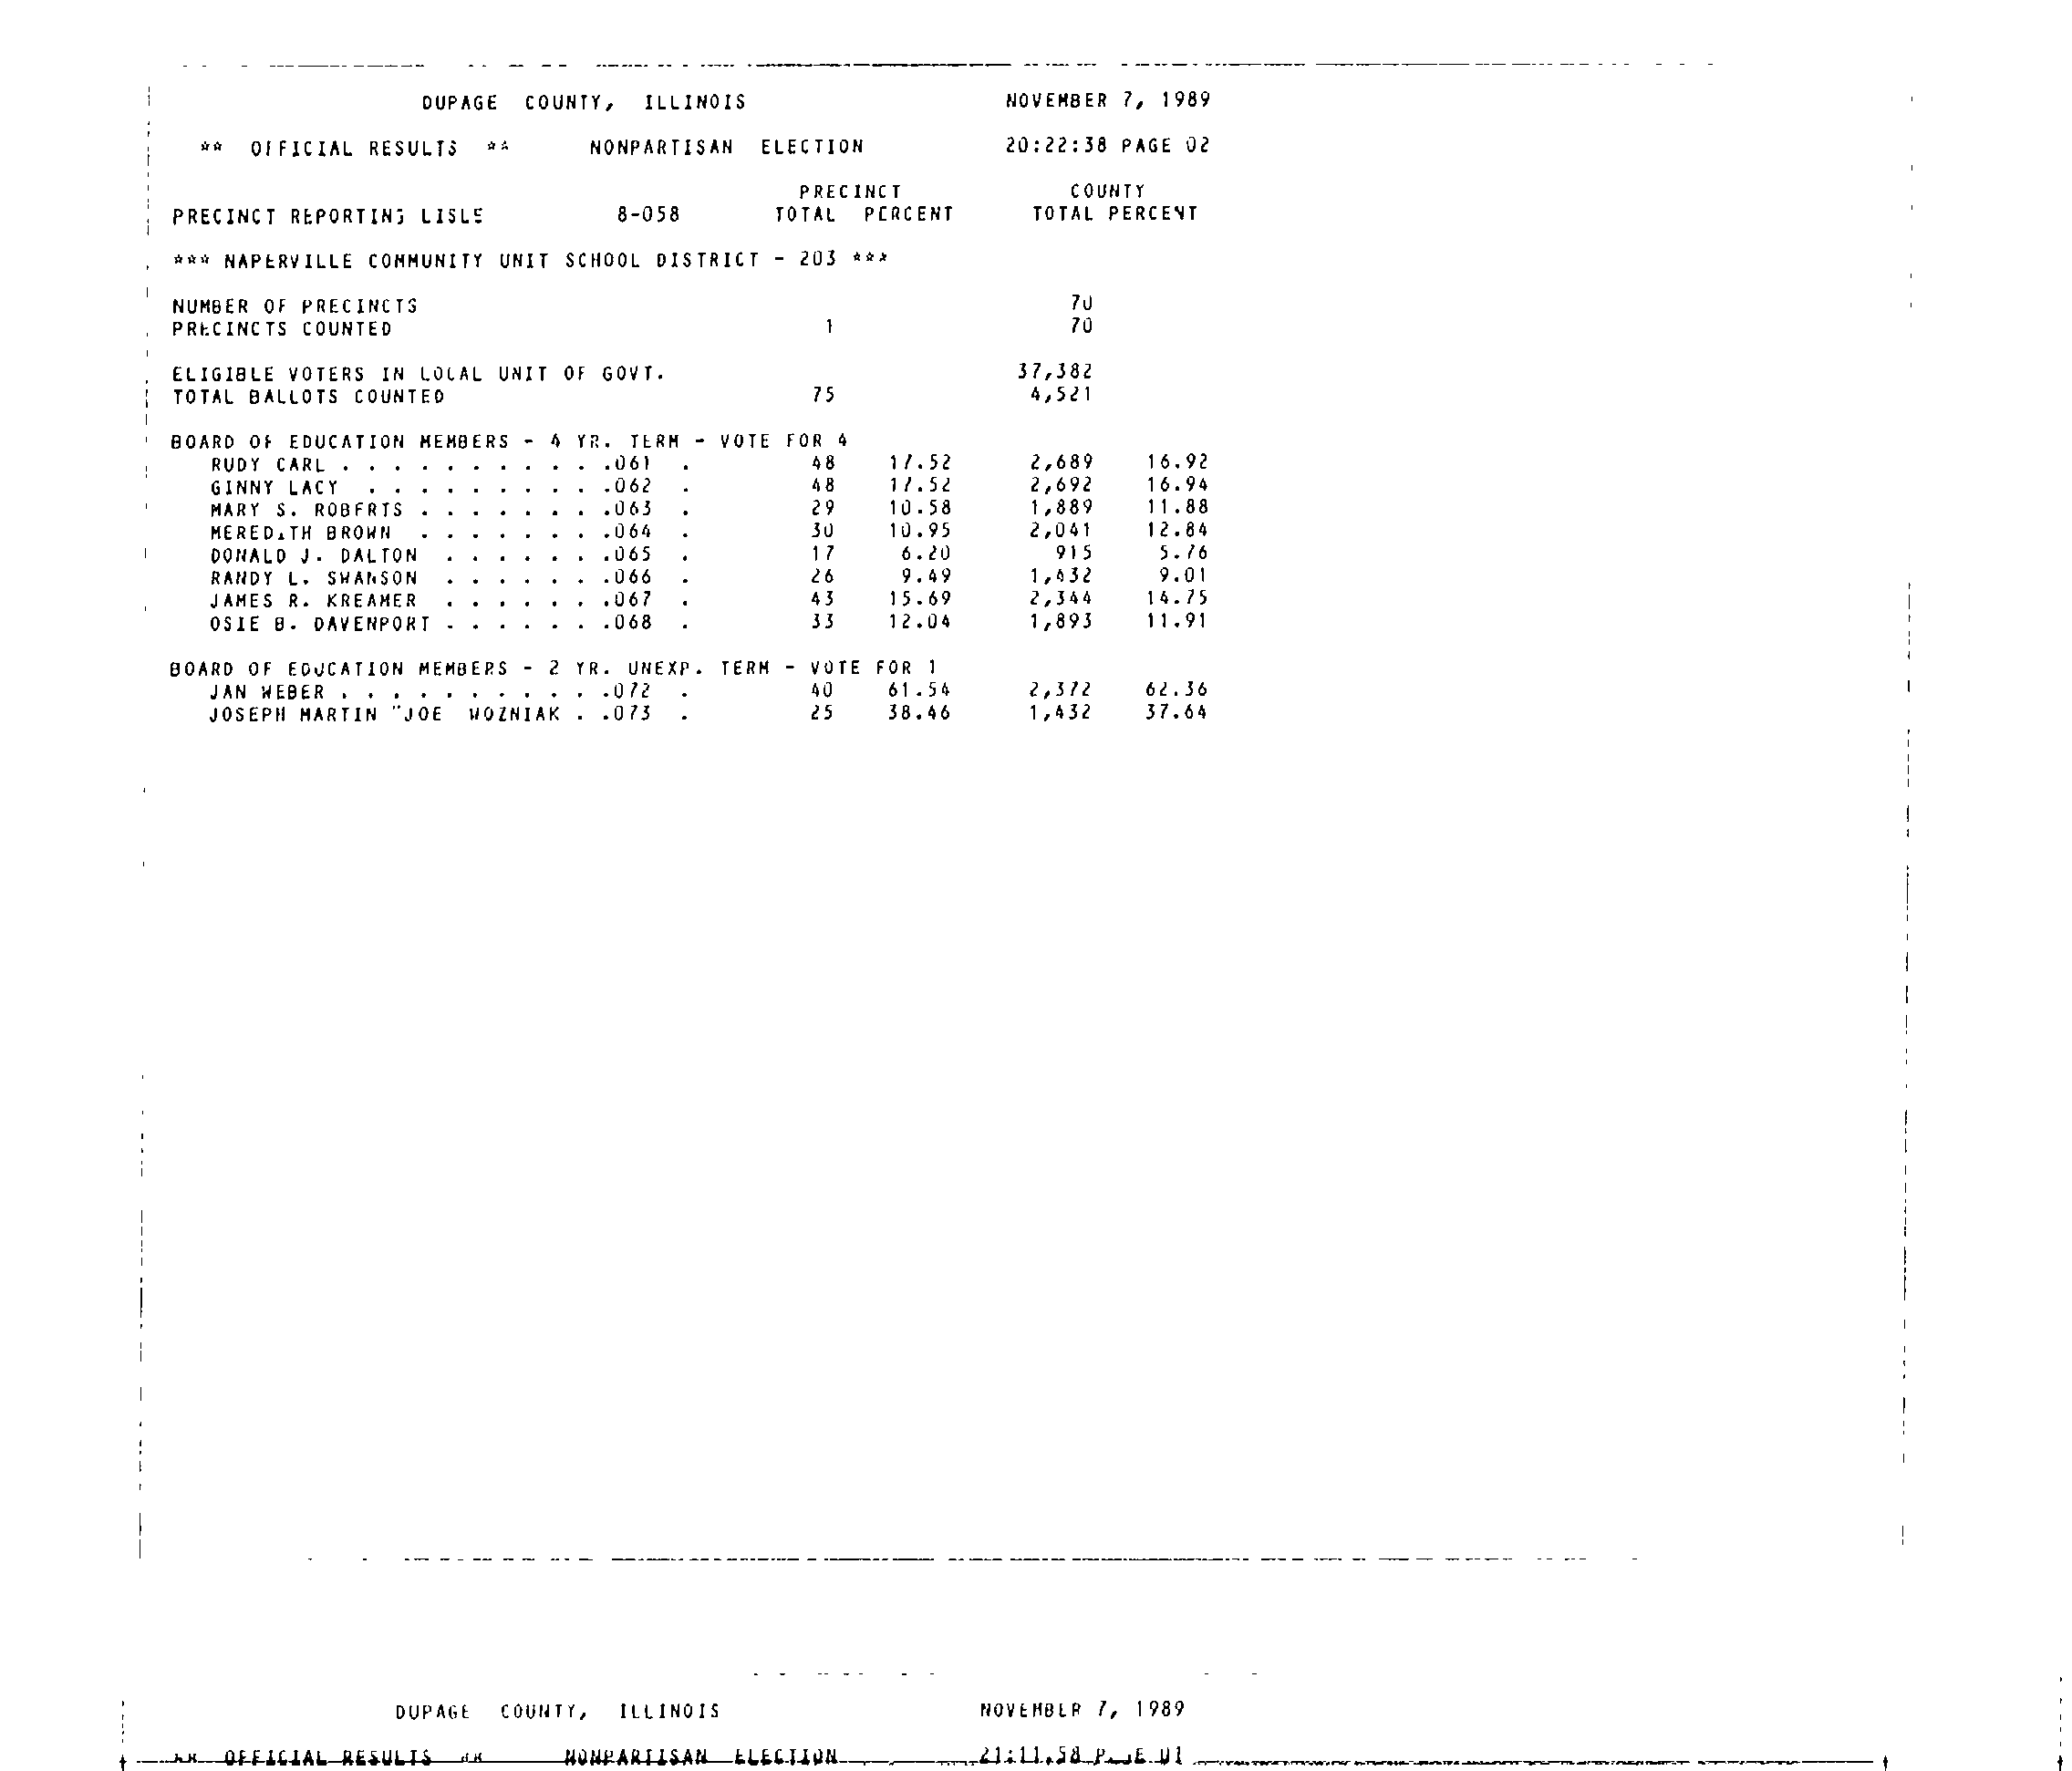 DUPAGE COUNTY, ILLINOIS NOVEMBER 7, 1989
** OFFICIAL RESULTS ** NONPARTISAN ELECTION 20:22:38 PAGE 02
PRECINCT COUNTY
PRECINCT REPORTING LISLE 8-058 TOTAL PERCENT TOTAL PERCENT
*** NAPERVILLE COMMUNITY UNIT SCHOOL DISTRICT - 203 ***
NUMBER OF PRECINCTS 70
PRECINCTS COUNTED 1 70
ELIGIBLE VOTERS IN LOCAL UNIT OF GOVT. 37,382
TOTAL BALLOTS COUNTED 75 4,521
BOARD OF EDUCATION MEMBERS - 4 YR. TERM - VOTE FOR 4
RUDY CARL . . . . . . . . . . .061 . 48 17.52 2,689 16.92
GINNY LACY . . . . . . . . . .062 . 48 17.52 2,692 16.94
MARY S. ROBERTS . . . . . . . .063 . 29 10.58 1,889 11.88
MEREDITH BROWN . . . . . . . .064 . 30 10.95 2,041 12.84
DONALD J. DALTON . . . . . . .065 . 17 6.20 915 5.76
RANDY L. SWANSON . . . . . . .066 . 26 9.49 1,432 9.01
JAMES R. KREAMER . . . . . . .067 . 43 15.69 2,344 14.75
OSIE B. DAVENPORT . . . . . . .068 . 33 12.04 1,893 11.91
BOARD OF EDUCATION MEMBERS - 2 YR. UNEXP. TERM - VOTE FOR 1
JAN WEBER . . . . . . . . . . .072 . 40 61.54 2,372 62.36
JOSEPH MARTIN "JOE WOZNIAK . .073 . 25 38.46 1,432 37.64
DUPAGE COUNTY, ILLINOIS NOVEMBER 7, 1989
** OFFICIAL RESULTS ** NONPARTISAN ELECTION 21:11.58 PAGE 01